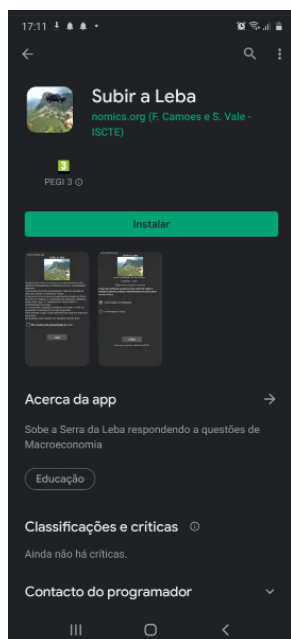 17:11
Subir a Leba
nomics.org (F. Camoes e S. Vale -
ISCTE)
3
PEGI 3
Instalar
Acerca da app
Sobe a Serra da Leba respondendo a questões de
Macroeconomia
Educação
Classificações e críticas
Ainda não há críticas.
Contacto do programador